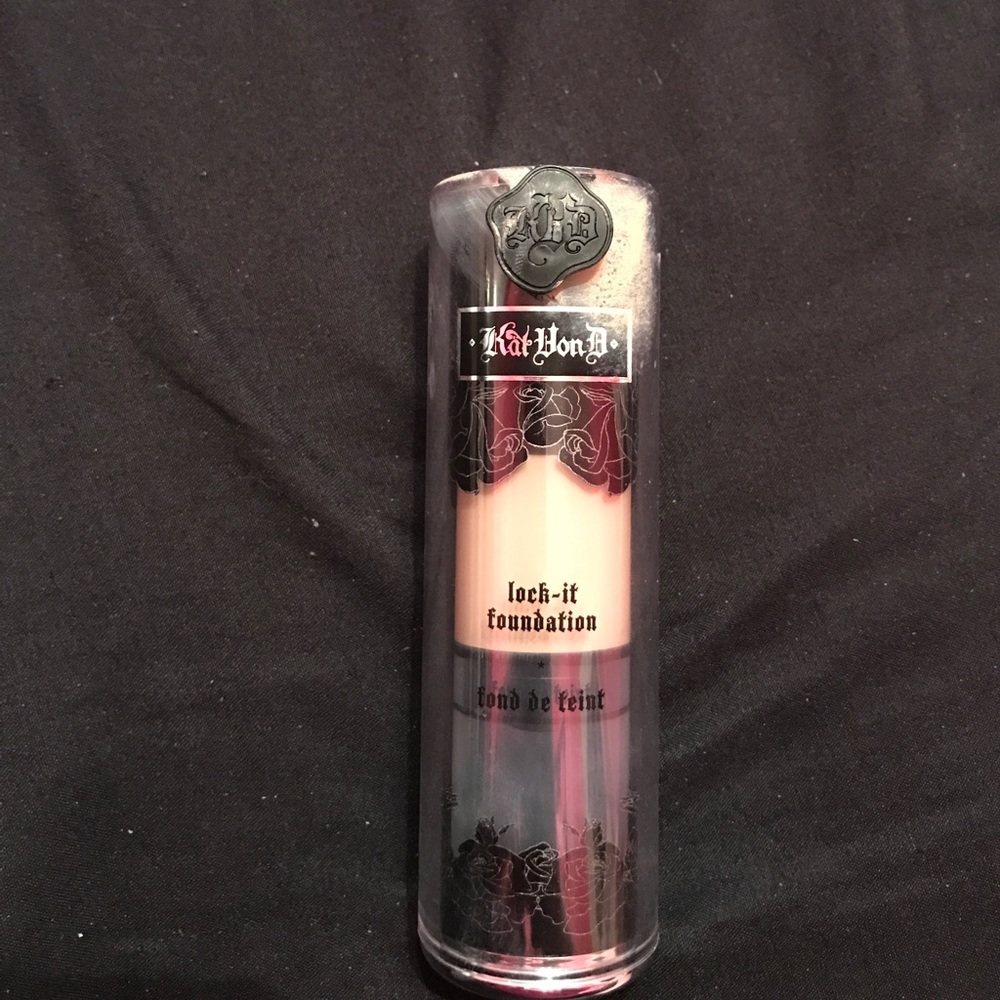 KVD
Kat Von D
lock-it
foundation
fond de teint